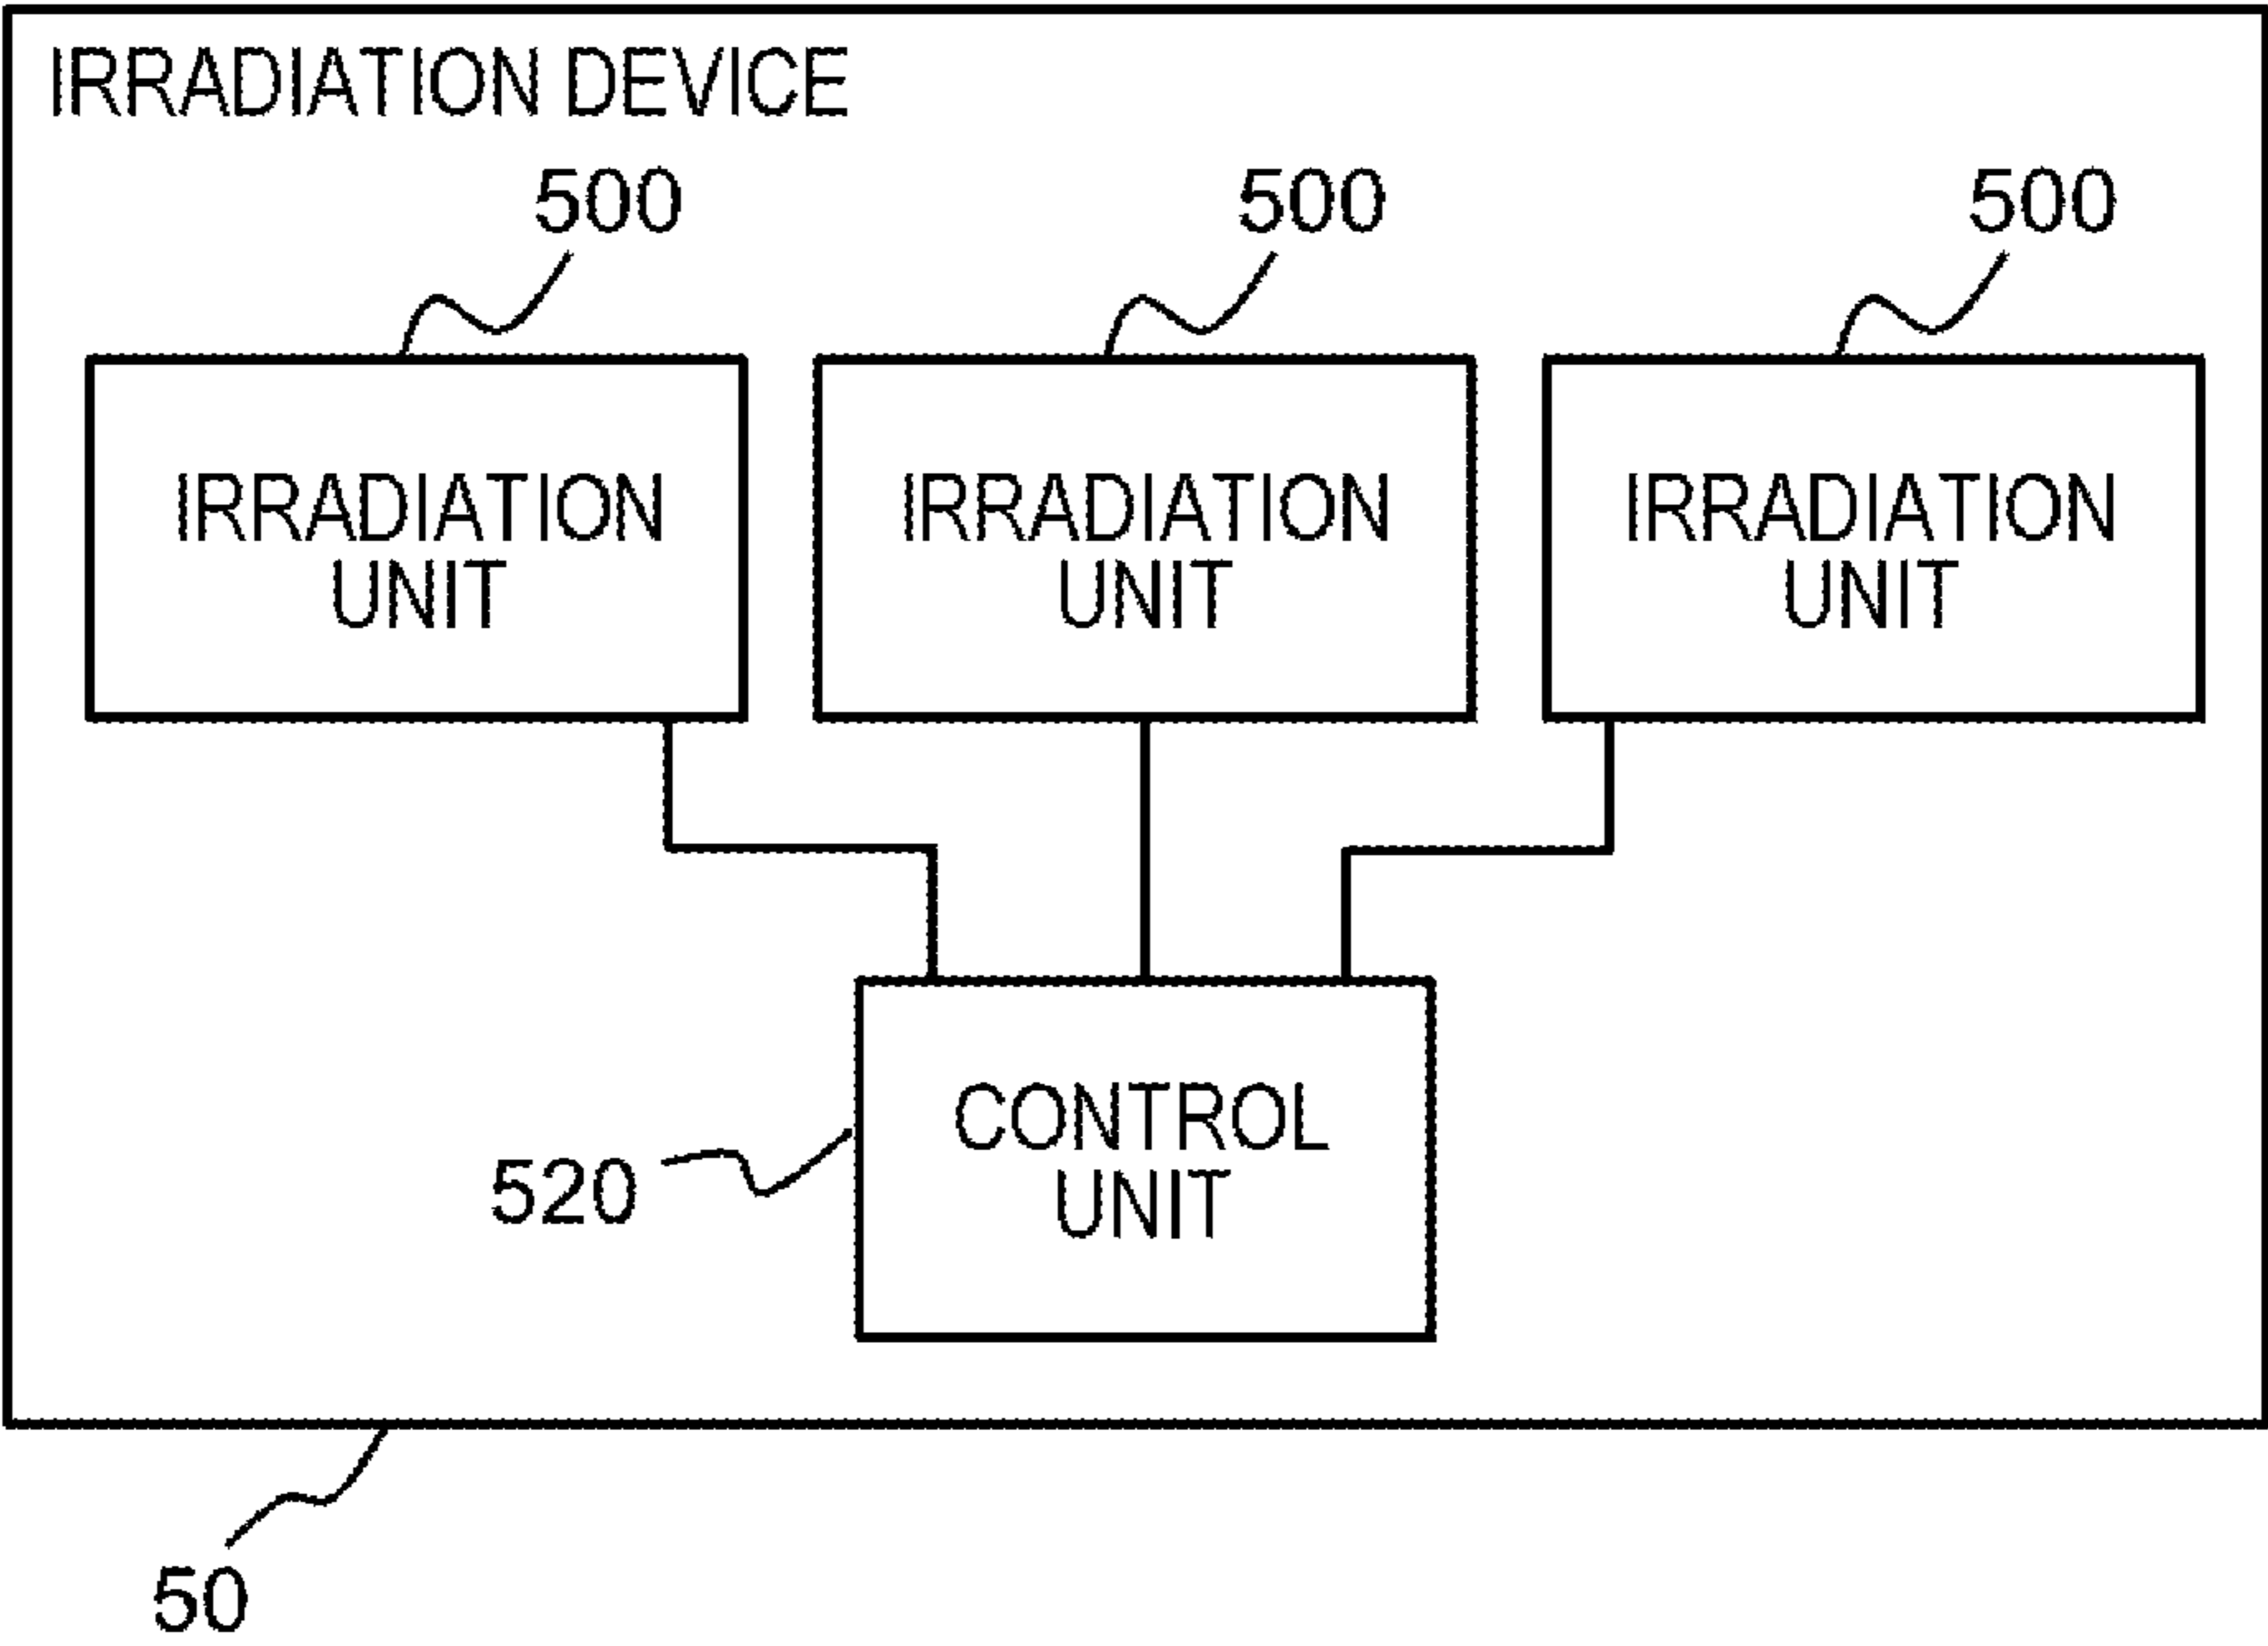 IRRADIATION DEVICE
500 500 500
IRRADIATION IRRADIATION IRRADIATION
UNIT UNIT UNIT
CONTROL
520
UNIT
50